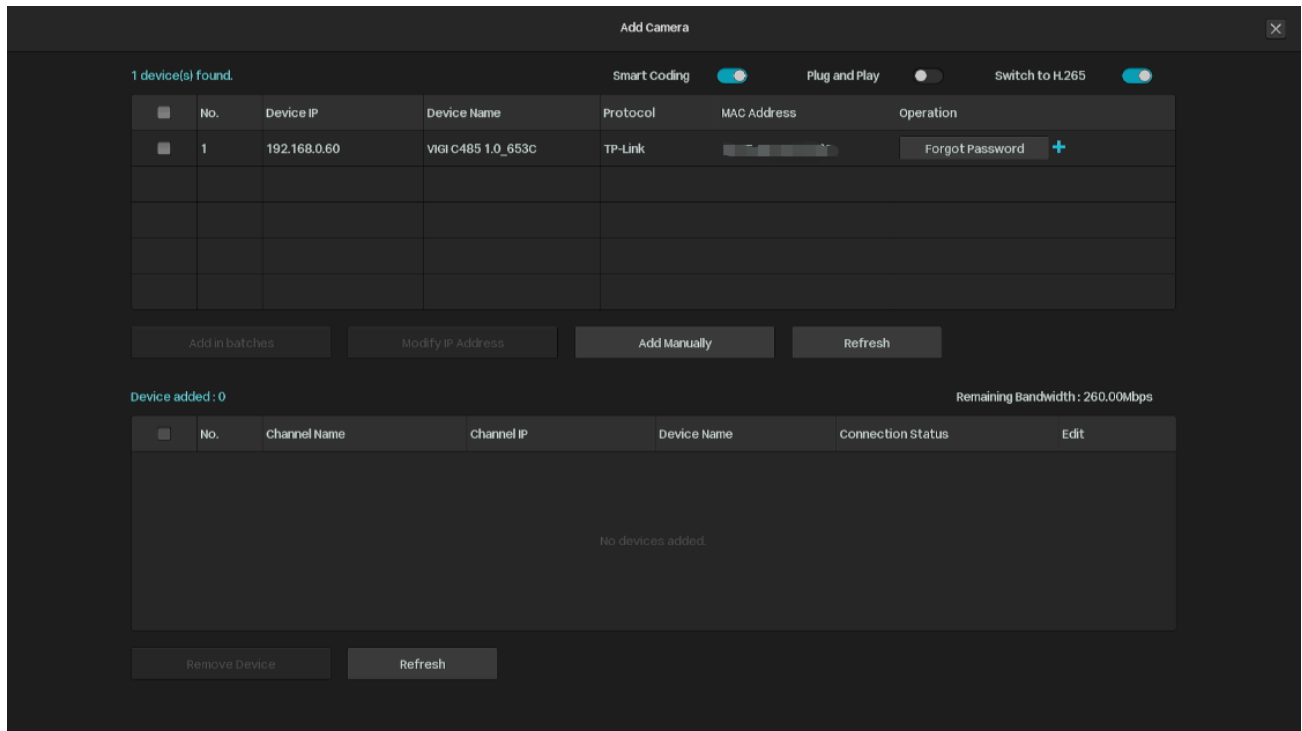 Add Camera
1 device(s) found. Smart Coding Plug and Play Switch to H.265
No. Device IP Device Name Protocol MAC Address Operation
1 192.168.0.60 VIGI C485 1.0_653C TP-Link Forgot Password +
Add in batches Modify IP Address Add Manually Refresh
Device added : 0 Remaining Bandwidth : 260.00Mbps
No. Channel Name Channel IP Device Name Connection Status Edit
No devices added.
Remove Device Refresh